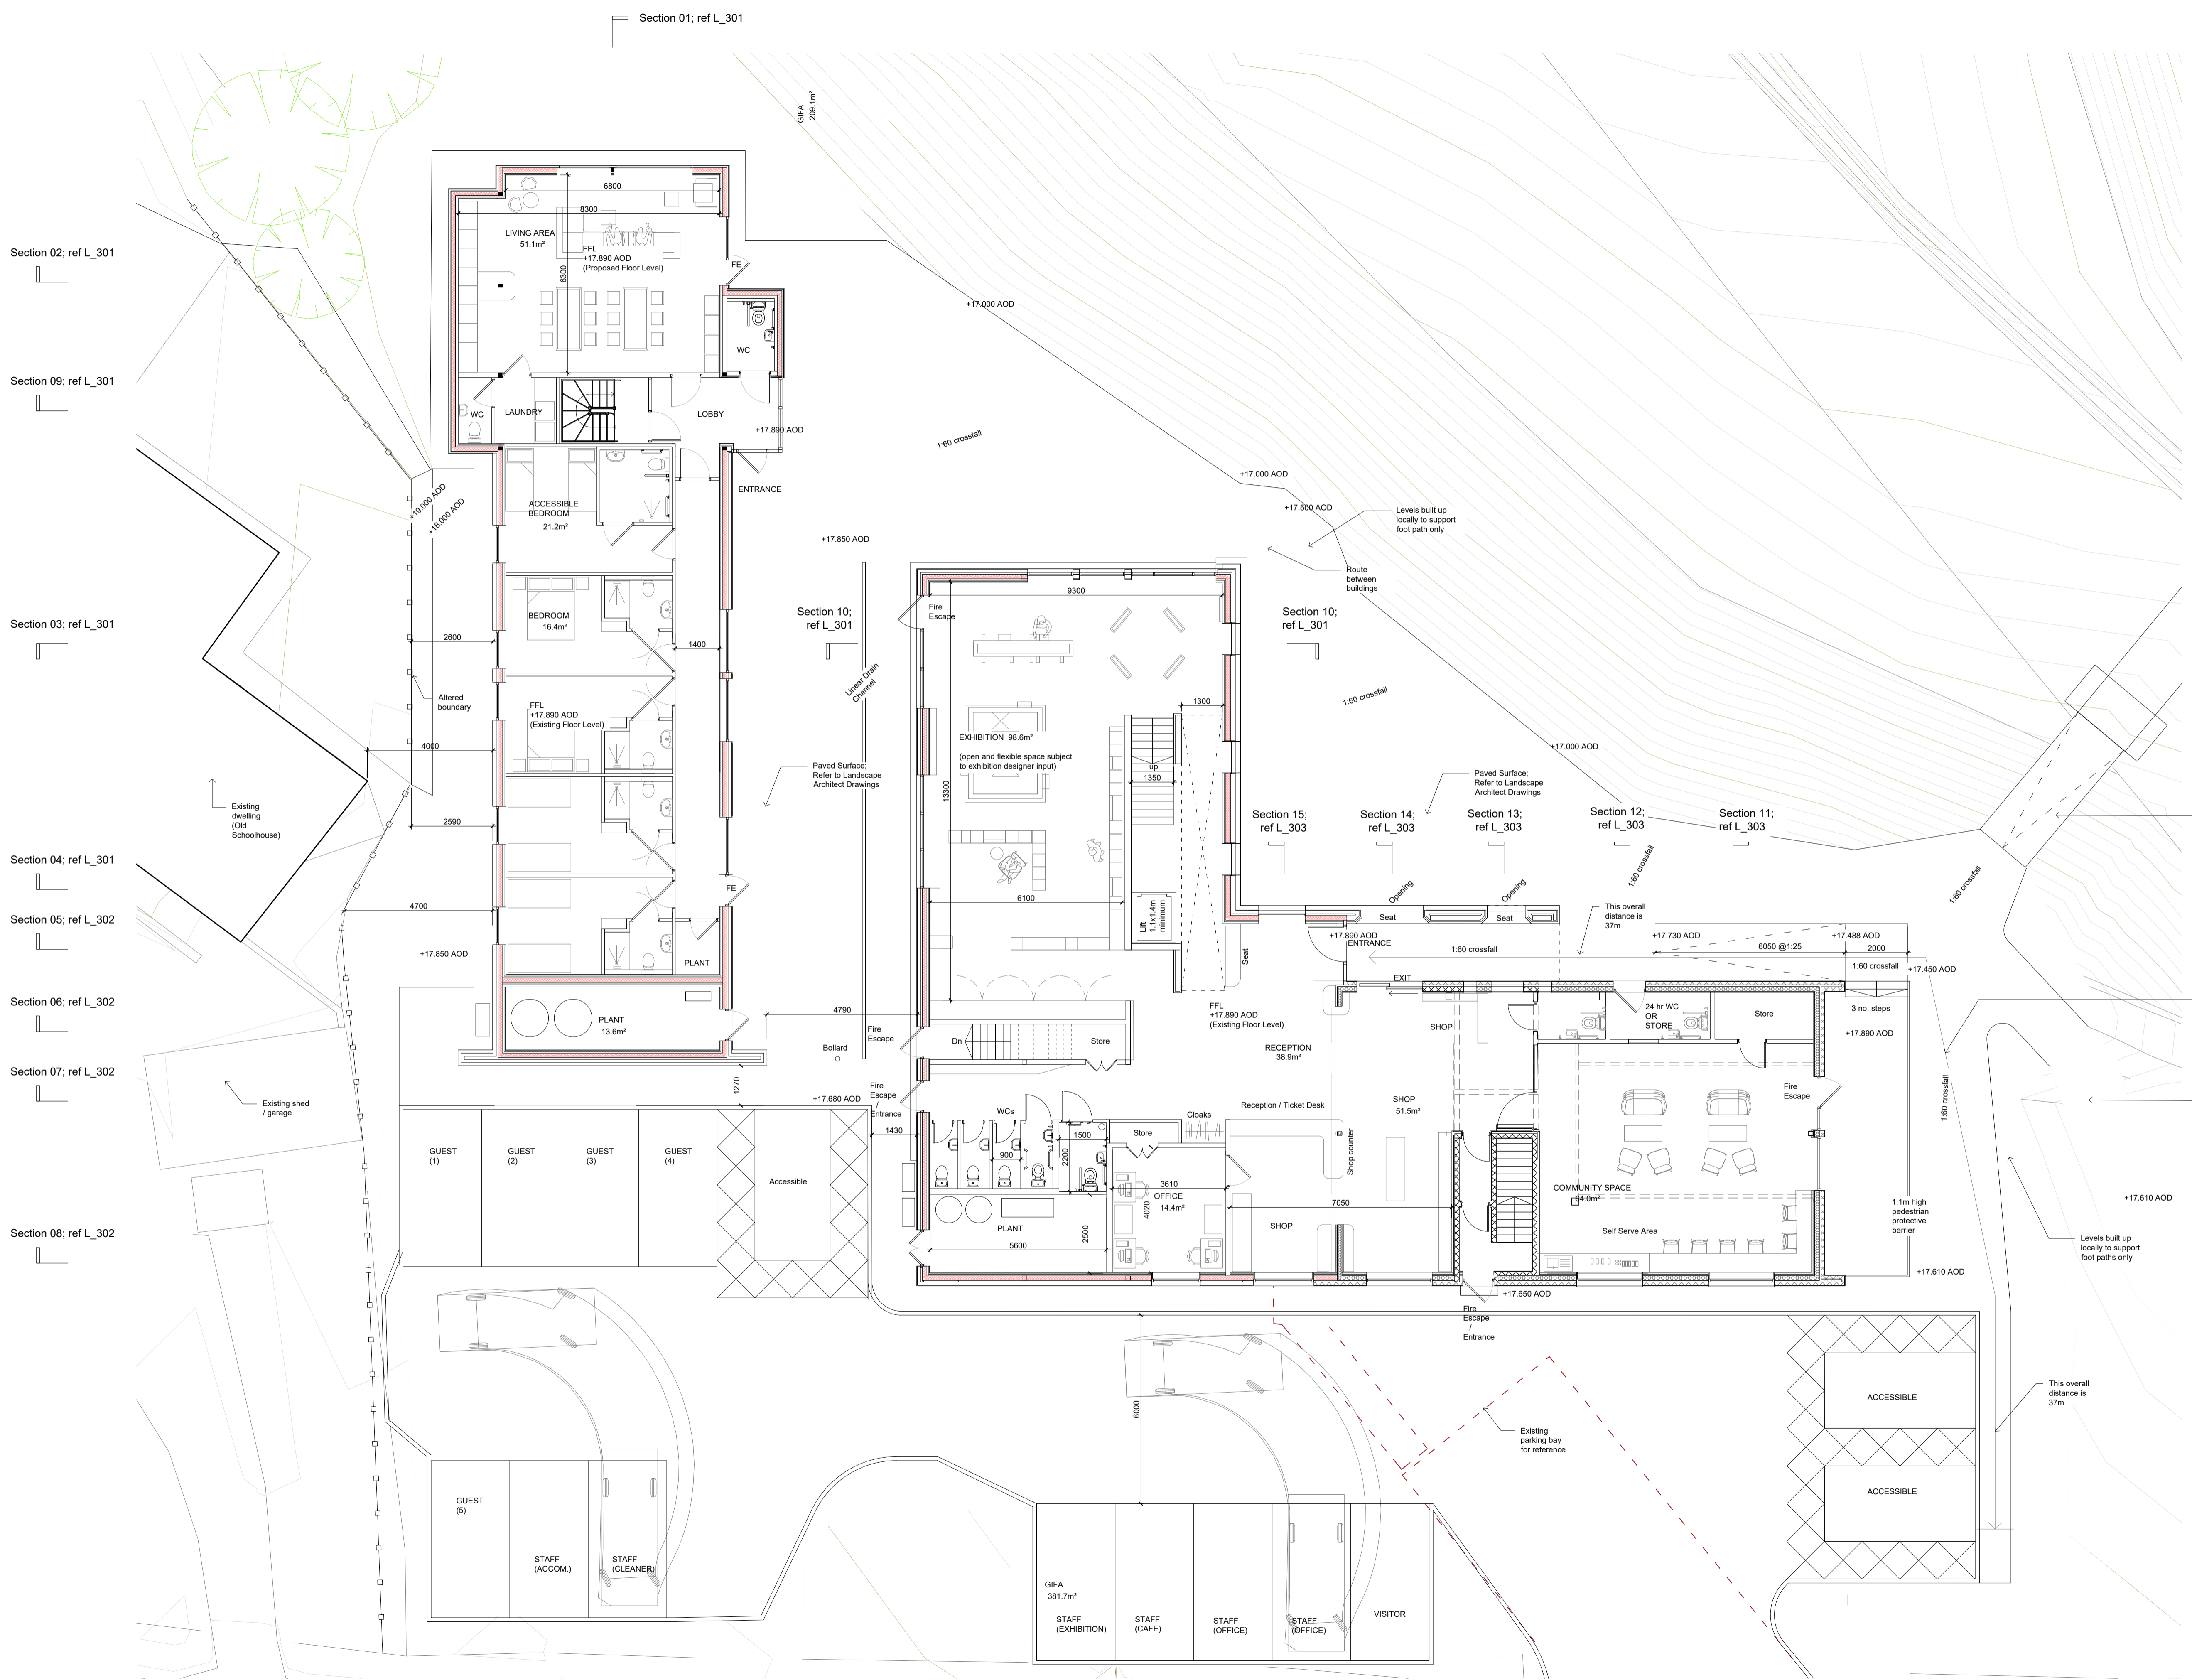 Section 01; ref L_301
GIFA
209.1m²
6800
8300
LIVING AREA
51.1m²
FFL
+17.890 AOD
(Proposed Floor Level)
6300
FE
WC
Section 02; ref L_301
+17.000 AOD
Section 09; ref L_301
WC
LAUNDRY
LOBBY
+17.890 AOD
1:60 crossfall
ENTRANCE
+19.000 AOD
+18.000 AOD
ACCESSIBLE
BEDROOM
21.2m²
+17.850 AOD
+17.000 AOD
+17.500 AOD
Levels built up
locally to support
foot path only
Route
between
buildings
Section 03; ref L_301
2600
BEDROOM
16.4m²
1400
Section 10;
ref L_301
Fire
Escape
9300
Section 10;
ref L_301
Altered
boundary
FFL
+17.890 AOD
(Existing Floor Level)
Linear Drain
Channel
1:60 crossfall
1300
4000
EXHIBITION 98.6m²
(open and flexible space subject
to exhibition designer input)
up
1350
13300
+17.000 AOD
Paved Surface;
Refer to Landscape
Architect Drawings
Paved Surface;
Refer to Landscape
Architect Drawings
Existing
dwelling
(Old
Schoolhouse)
2590
Section 15;
ref L_303
Section 14;
ref L_303
Section 13;
ref L_303
Section 12;
ref L_303
Section 11;
ref L_303
Section 04; ref L_301
FE
6100
Lift
1.1x1.4m
minimum
Opening
Opening
1:60 crossfall
1:60 crossfall
4700
Section 05; ref L_302
Seat
Seat
This overall
distance is
37m
+17.850 AOD
PLANT
Seat
+17.890 AOD
ENTRANCE
1:60 crossfall
+17.730 AOD
6050 @1:25
+17.488 AOD
2000
1:60 crossfall
+17.450 AOD
EXIT
Section 06; ref L_302
PLANT
13.6m²
4790
Fire
Escape
Bollard
Dn
Store
FFL
+17.890 AOD
(Existing Floor Level)
RECEPTION
38.9m²
SHOP
24 hr WC
OR
STORE
Store
3 no. steps
+17.890 AOD
Section 07; ref L_302
1270
Existing shed
/ garage
+17.680 AOD
Fire
Escape
/
Entrance
1430
WCs
1500
900
2200
Store
Cloaks
Reception / Ticket Desk
SHOP
51.5m²
Shop counter
Fire
Escape
1:60 crossfall
GUEST
(1)
GUEST
(2)
GUEST
(3)
GUEST
(4)
Accessible
3610
OFFICE
14.4m²
4020
7050
COMMUNITY SPACE
64.0m²
Self Serve Area
1.1m high
pedestrian
protective
barrier
+17.610 AOD
Section 08; ref L_302
PLANT
5600
2500
SHOP
Levels built up
locally to support
foot paths only
+17.610 AOD
+17.650 AOD
Fire
Escape
/
Entrance
6000
ACCESSIBLE
This overall
distance is
37m
Existing
parking bay
for reference
ACCESSIBLE
GUEST
(5)
STAFF
(ACCOM.)
STAFF
(CLEANER)
GIFA
381.7m²
STAFF
(EXHIBITION)
STAFF
(CAFE)
STAFF
(OFFICE)
STAFF
(OFFICE)
VISITOR